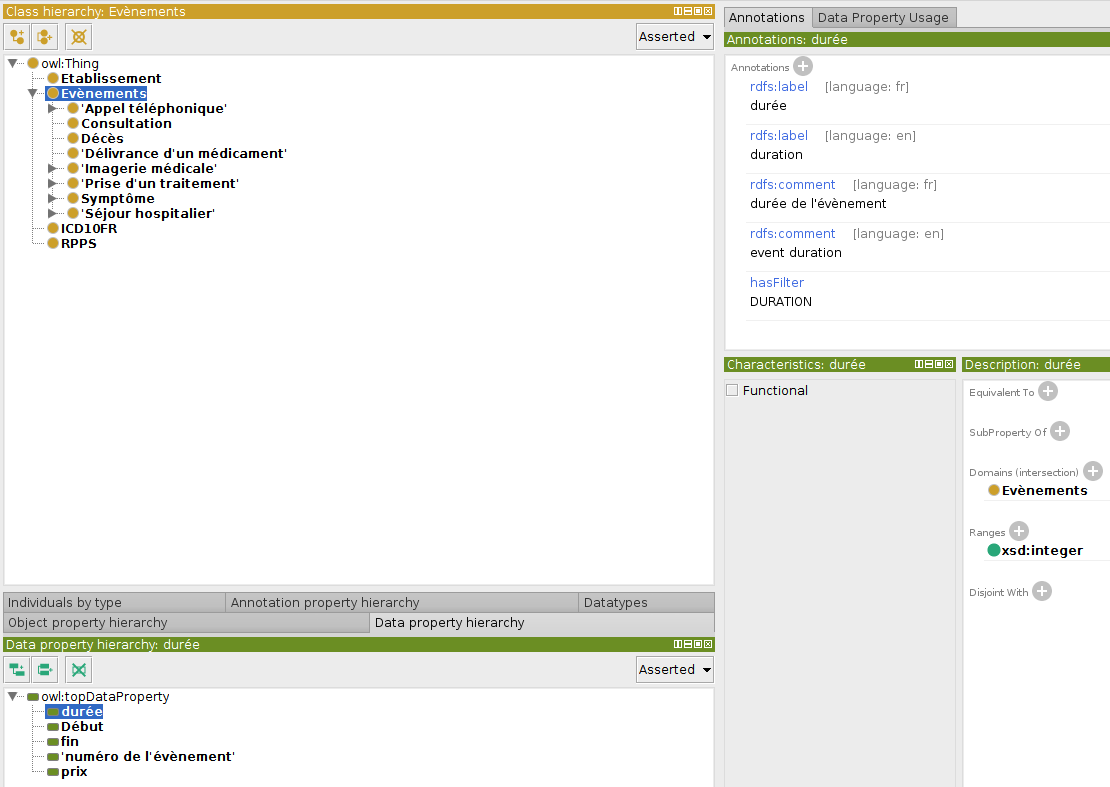 Class hierarchy: Evènements
Asserted
owl:Thing
Etablissement
Evènements
'Appel téléphonique'
Consultation
Décès
'Délivrance d'un médicament'
'Imagerie médicale'
'Prise d'un traitement'
Symptôme
'Séjour hospitalier'
ICD10FR
RPPS
Individuals by type
Annotation property hierarchy
Datatypes
Object property hierarchy
Data property hierarchy
Data property hierarchy: durée
Asserted
owl:topDataProperty
durée
Début
fin
'numéro de l'évènement'
prix
Annotations
Data Property Usage
Annotations: durée
Annotations
rdfs:label [language: fr]
durée
rdfs:label [language: en]
duration
rdfs:comment [language: fr]
durée de l'évènement
rdfs:comment [language: en]
event duration
hasFilter
DURATION
Characteristics: durée
Functional
Description: durée
Equivalent To
SubProperty Of
Domains (intersection)
Evènements
Ranges
xsd:integer
Disjoint With